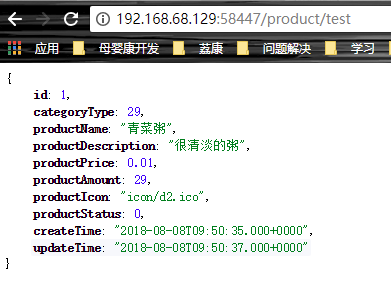 192.168.68.129:58447/product/test
应用 母婴康开发 荔康 问题解决 学习
{
id: 1,
categoryType: 29,
productName: "青菜粥",
productDescription: "很清淡的粥",
productPrice: 0.01,
productAmount: 29,
productIcon: "icon/d2.ico",
productStatus: 0,
createTime: "2018-08-08T09:50:35.000+0000",
updateTime: "2018-08-08T09:50:37.000+0000"
}